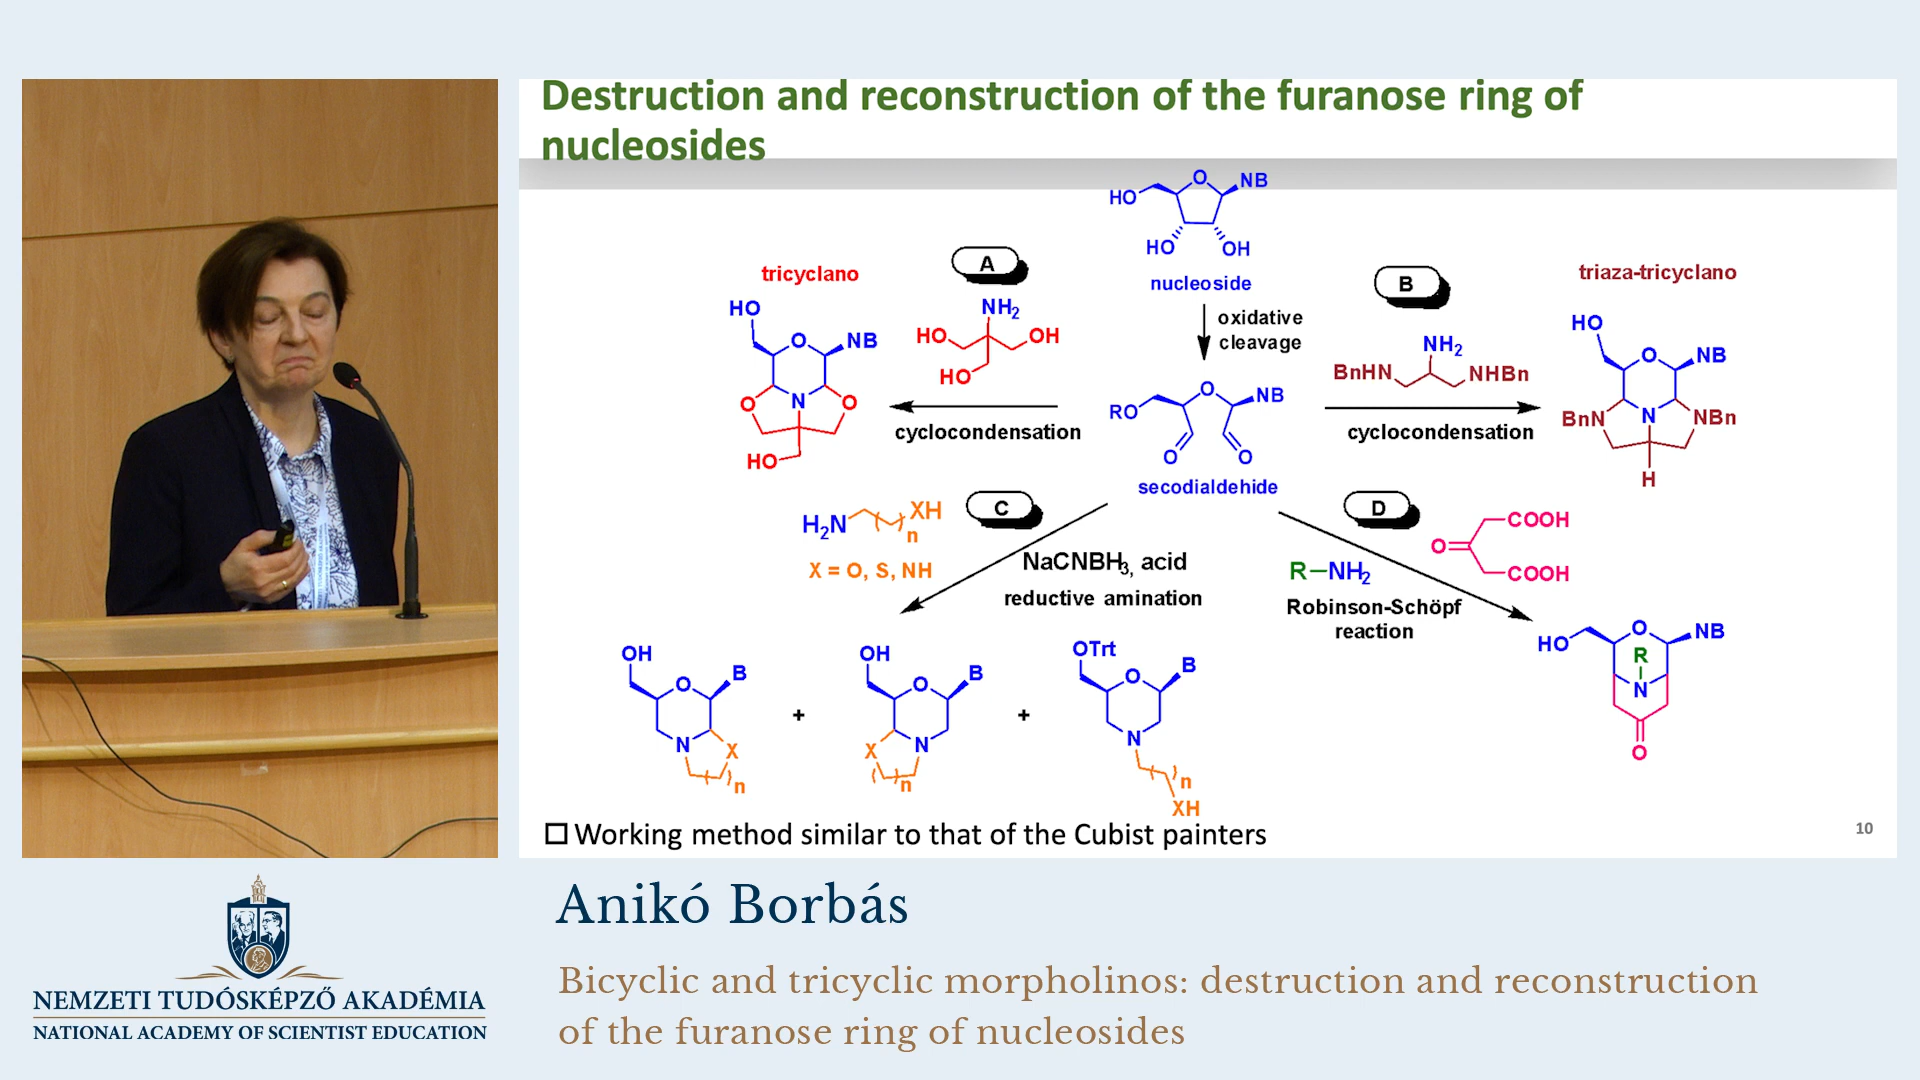 Destruction and reconstruction of the furanose ring of
nucleosides
O
NB
HO
HO
OH
nucleoside
oxidative
cleavage
A
tricyclano
HO
O
NB
N
O
O
HO
NH2
HO
OH
HO
cyclocondensation
RO
O
NB
O
O
secodialdehyde
B
triaza-tricyclano
NH2
BnHN
NHBn
cyclocondensation
HO
O
NB
BnN
N
NBn
H
C
H2N
XH
n
X = O, S, NH
NaCNBH3, acid
reductive amination
D
COOH
O
COOH
R–NH2
Robinson-Schöpf
reaction
OH
O
B
N
X
n
+
OH
O
B
X
N
n
+
OTrt
O
B
N
n
XH
HO
O
NB
R
N
O
Working method similar to that of the Cubist painters
10
Anikó Borbás
Bicyclic and tricyclic morpholinos: destruction and reconstruction
of the furanose ring of nucleosides
NEMZETI TUDÓSKÉPZŐ AKADÉMIA
NATIONAL ACADEMY OF SCIENTIST EDUCATION